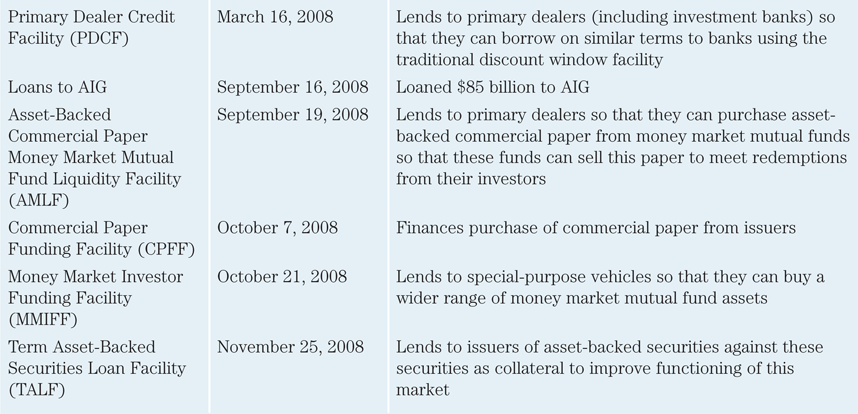 Primary Dealer Credit
Facility (PDCF)
March 16, 2008
Lends to primary dealers (including investment banks) so
that they can borrow on similar terms to banks using the
traditional discount window facility
Loans to AIG
September 16, 2008
Loaned $85 billion to AIG
Asset-Backed
Commercial Paper
Money Market Mutual
Fund Liquidity Facility
(AMLF)
September 19, 2008
Lends to primary dealers so that they can purchase asset-
backed commercial paper from money market mutual funds
so that these funds can sell this paper to meet redemptions
from their investors
Commercial Paper
Funding Facility (CPFF)
October 7, 2008
Finances purchase of commercial paper from issuers
Money Market Investor
Funding Facility
(MMIFF)
October 21, 2008
Lends to special-purpose vehicles so that they can buy a
wider range of money market mutual fund assets
Term Asset-Backed
Securities Loan Facility
(TALF)
November 25, 2008
Lends to issuers of asset-backed securities against these
securities as collateral to improve functioning of this
market